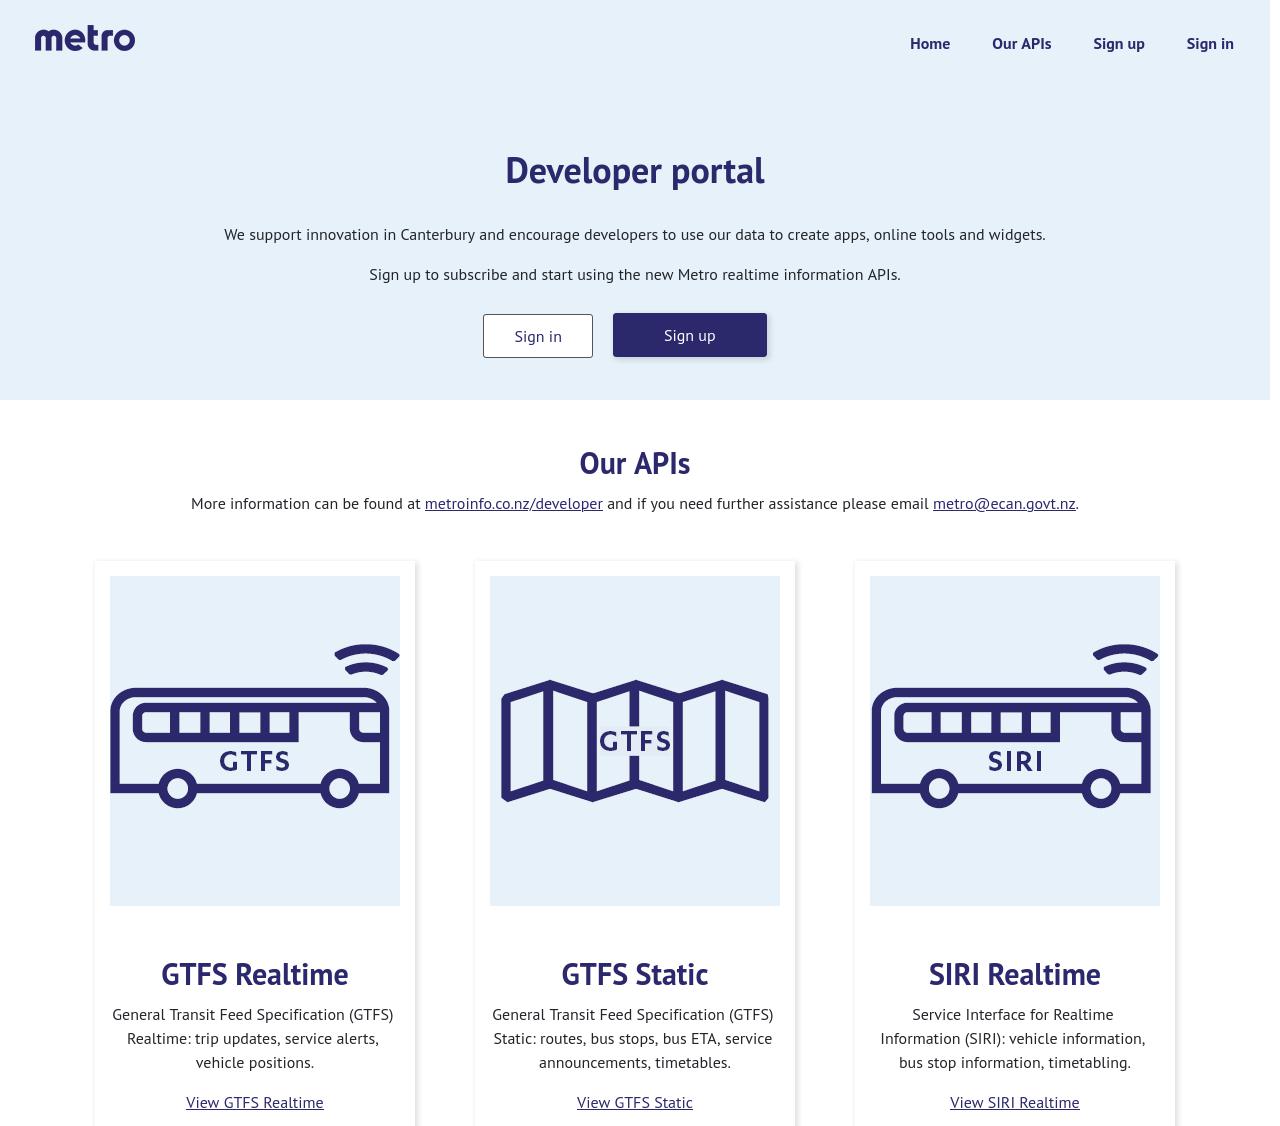 metro
Home Our APIs Sign up Sign in
Developer portal
We support innovation in Canterbury and encourage developers to use our data to create apps, online tools and widgets.
Sign up to subscribe and start using the new Metro realtime information APIs.
Sign in Sign up
Our APIs
More information can be found at metroinfo.co.nz/developer and if you need further assistance please email metro@ecan.govt.nz.
GTFS
GTFS Realtime
General Transit Feed Specification (GTFS)
Realtime: trip updates, service alerts,
vehicle positions.
View GTFS Realtime
GTFS
GTFS Static
General Transit Feed Specification (GTFS)
Static: routes, bus stops, bus ETA, service
announcements, timetables.
View GTFS Static
SIRI
SIRI Realtime
Service Interface for Realtime
Information (SIRI): vehicle information,
bus stop information, timetabling.
View SIRI Realtime